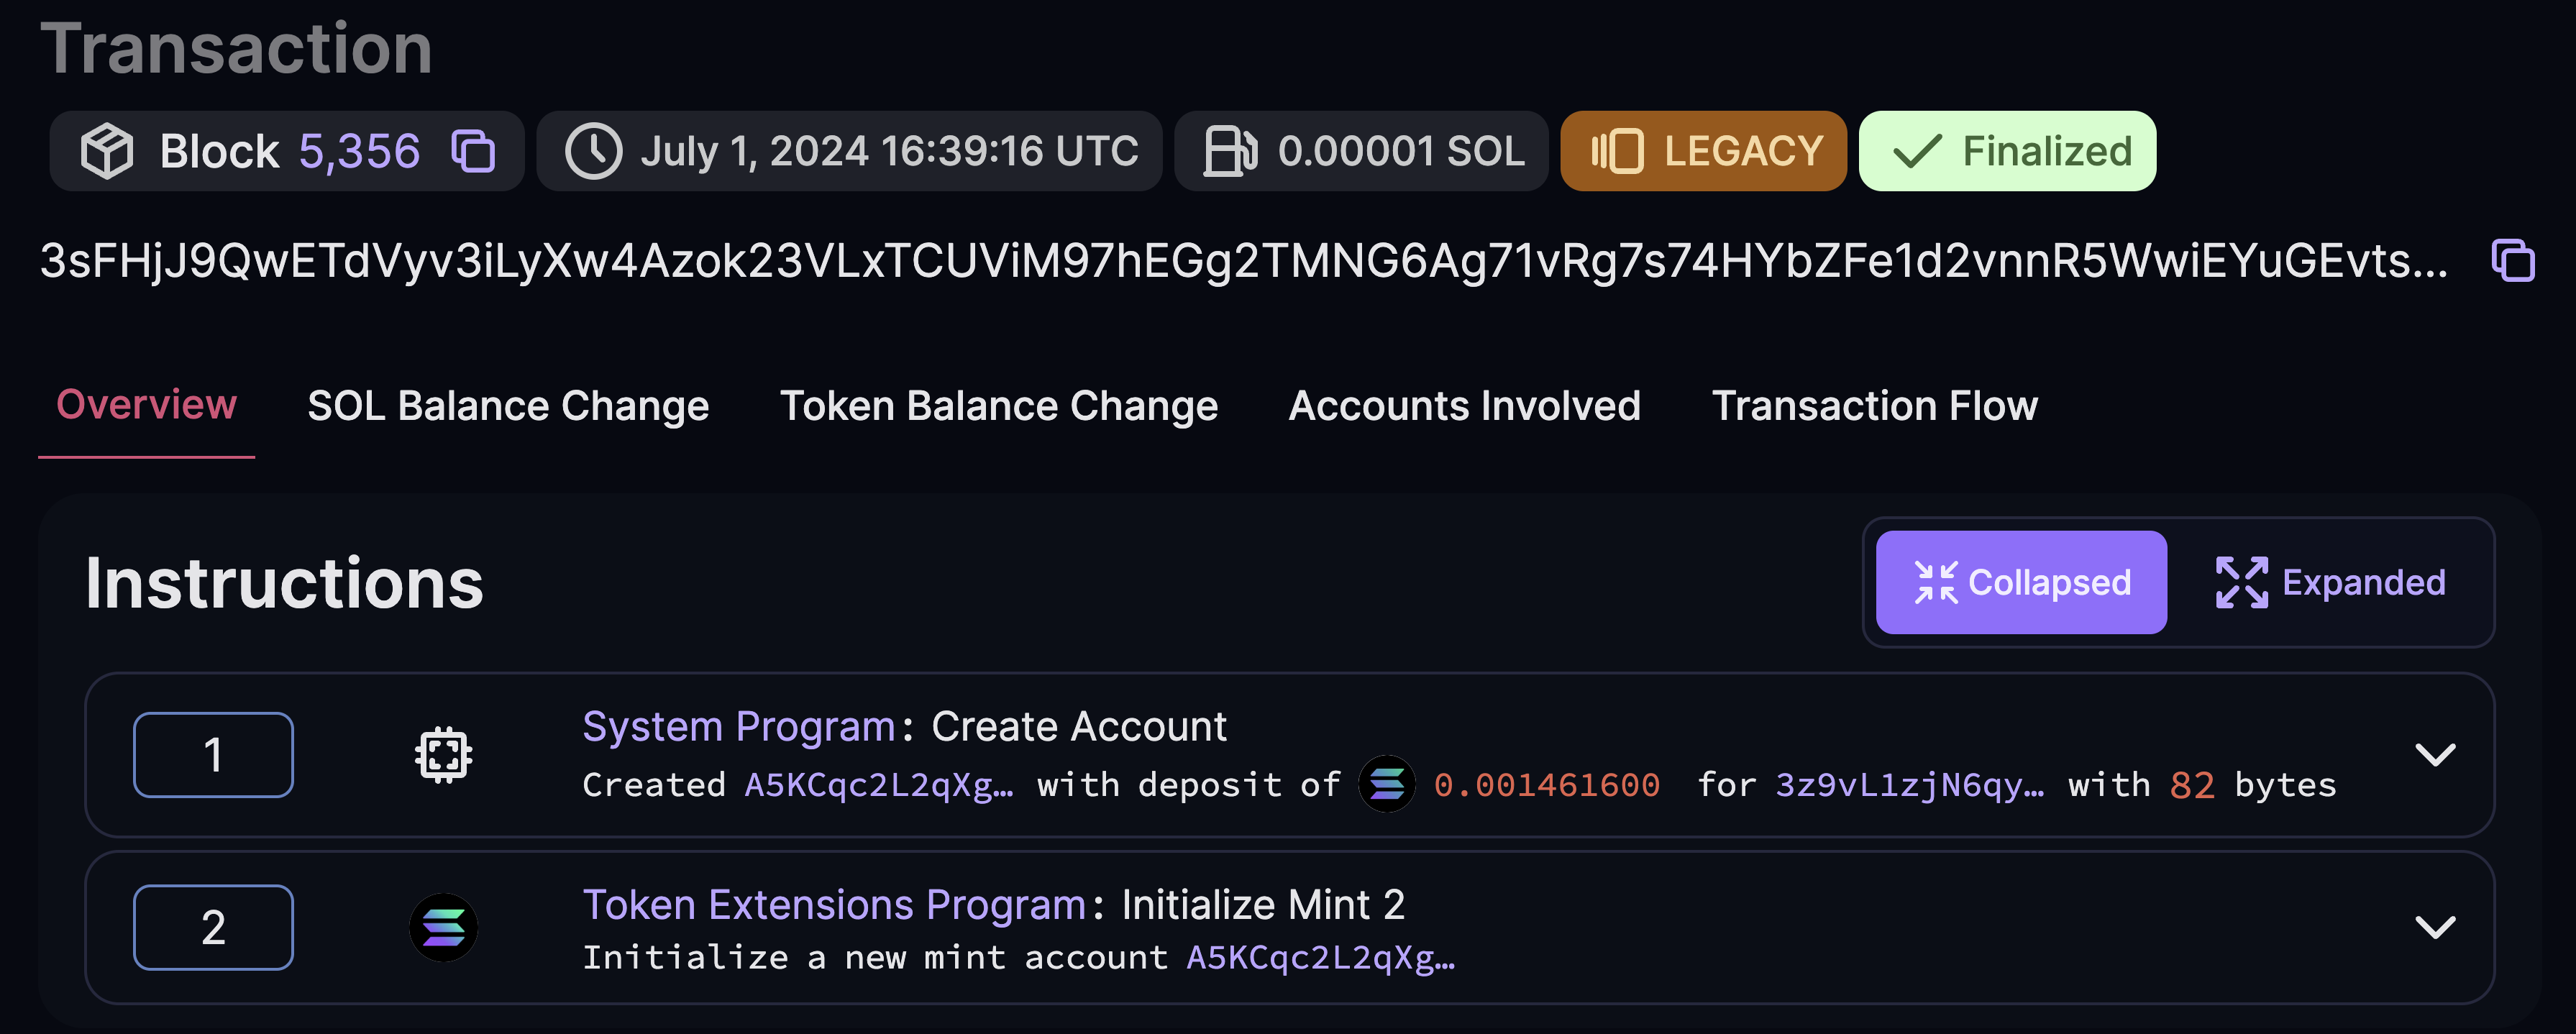 Transaction
Block 5,356 July 1, 2024 16:39:16 UTC 0.00001 SOL LEGACY Finalized
3sFHjJ9QwETdVyv3iLyXw4Azok23VLxTCUViM97hEGg2TMNG6Ag71vRg7s74HYbZFe1d2vnnR5WwiEYuGEvts...
Overview SOL Balance Change Token Balance Change Accounts Involved Transaction Flow
Instructions Collapsed Expanded
1 System Program: Create Account
Created A5KCqc2L2qXg… with deposit of 0.001461600 for 3z9vL1zjN6qy… with 82 bytes
2 Token Extensions Program: Initialize Mint 2
Initialize a new mint account A5KCqc2L2qXg…